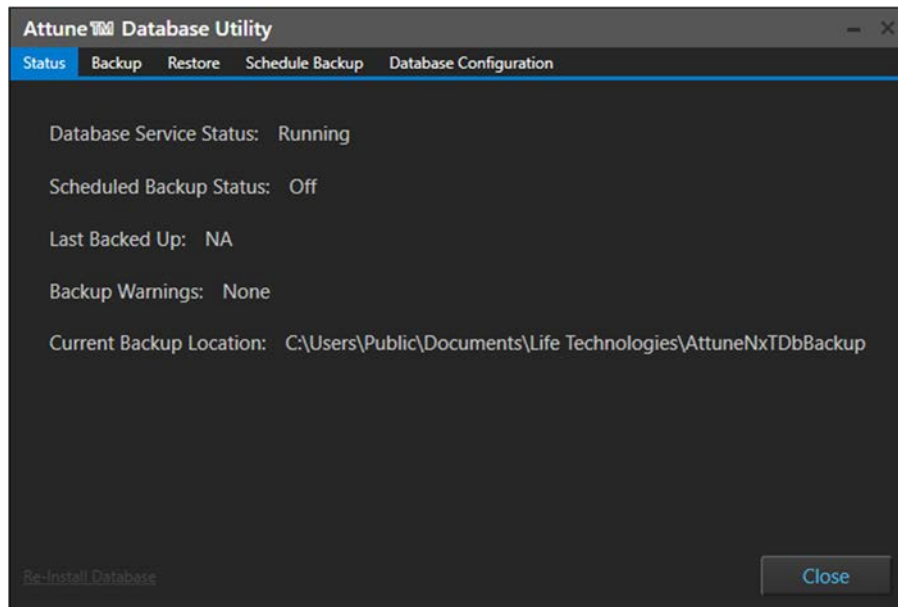 Attune™ Database Utility
Status Backup Restore Schedule Backup Database Configuration
Database Service Status: Running
Scheduled Backup Status: Off
Last Backed Up: NA
Backup Warnings: None
Current Backup Location: C:\Users\Public\Documents\Life Technologies\AttuneNxTDbBackup
Re-Install Database
Close